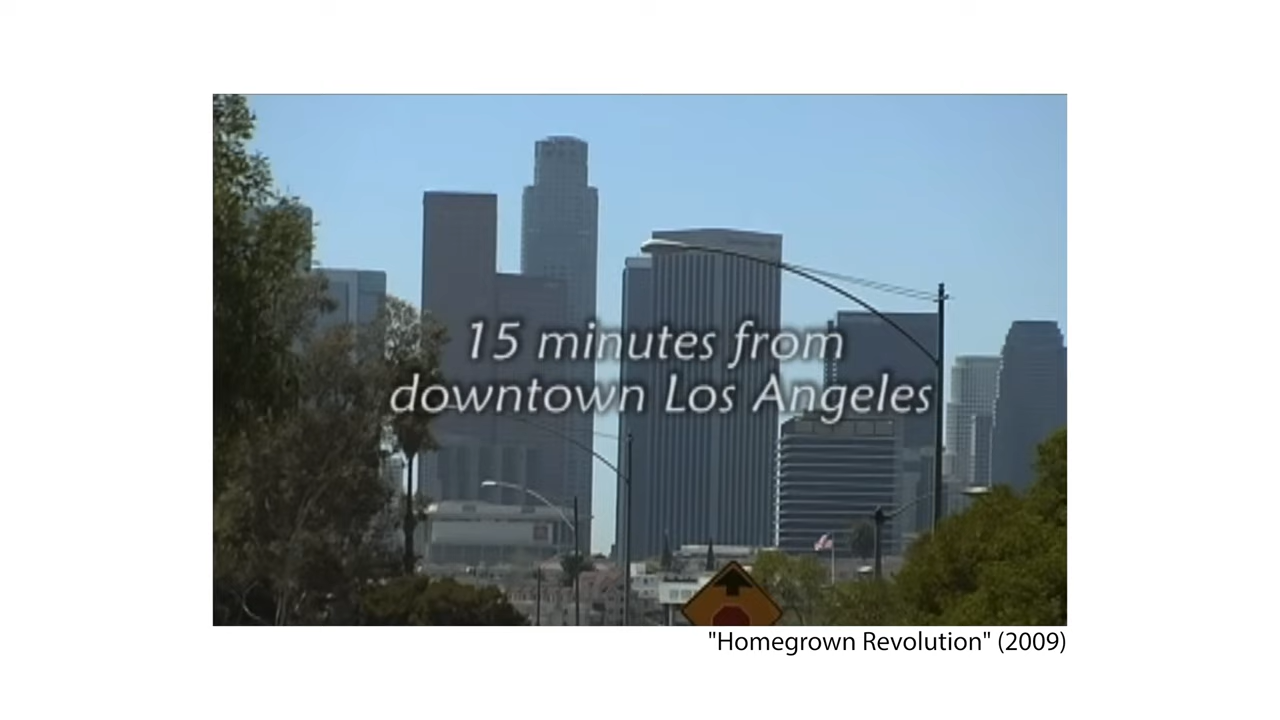 15 minutes from
downtown Los Angeles
"Homegrown Revolution" (2009)